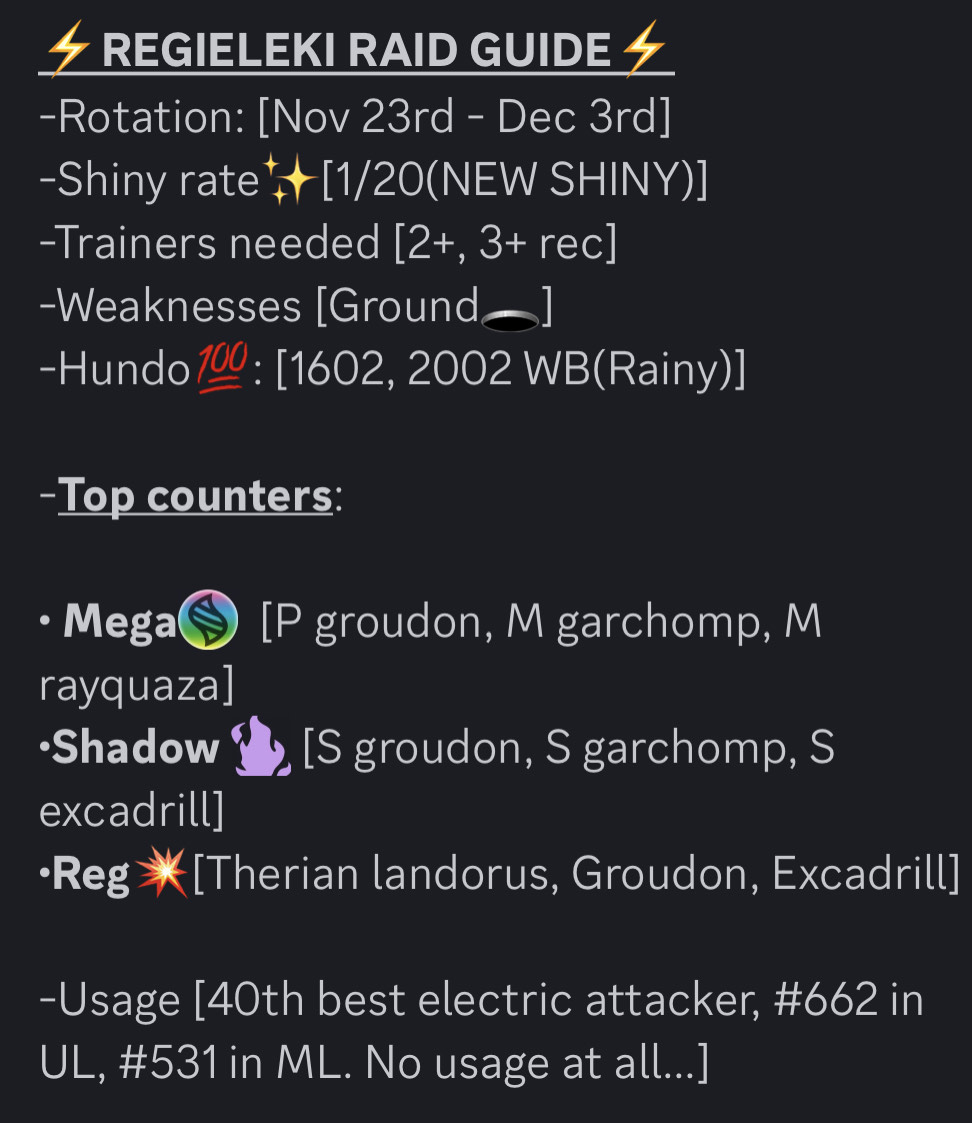 ⚡REGIELEKI RAID GUIDE⚡
-Rotation: [Nov 23rd - Dec 3rd]
-Shiny rate✨[1/20(NEW SHINY)]
-Trainers needed [2+, 3+ rec]
-Weaknesses [Ground🕳️]
-Hundo💯: [1602, 2002 WB(Rainy)]
-Top counters:
• Mega [P groudon, M garchomp, M
rayquaza]
•Shadow [S groudon, S garchomp, S
excadrill]
•Reg💥[Therian landorus, Groudon, Excadrill]
-Usage [40th best electric attacker, #662 in
UL, #531 in ML. No usage at all...]